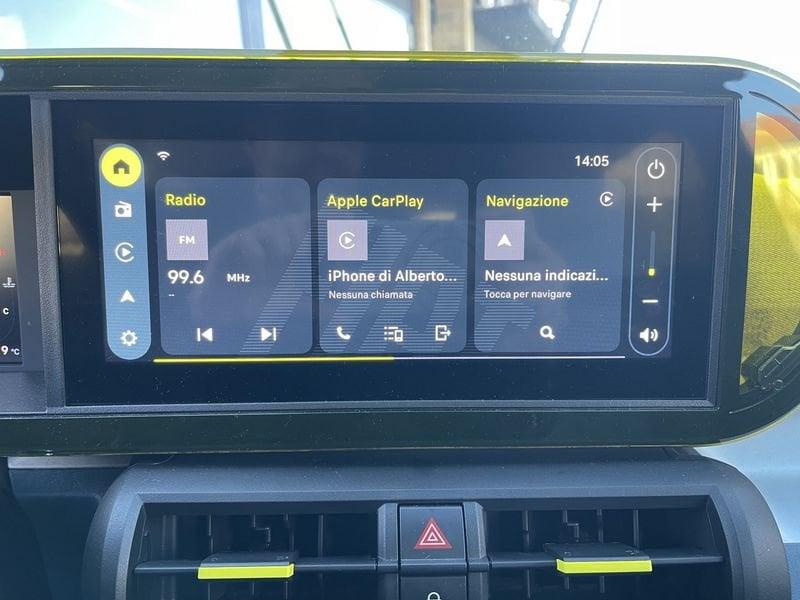 14:05
Radio
FM
99.6 MHz
--
Apple CarPlay
iPhone di Alberto...
Nessuna chiamata
Navigazione
Nessuna indicazi...
Tocca per navigare
C
9 °C